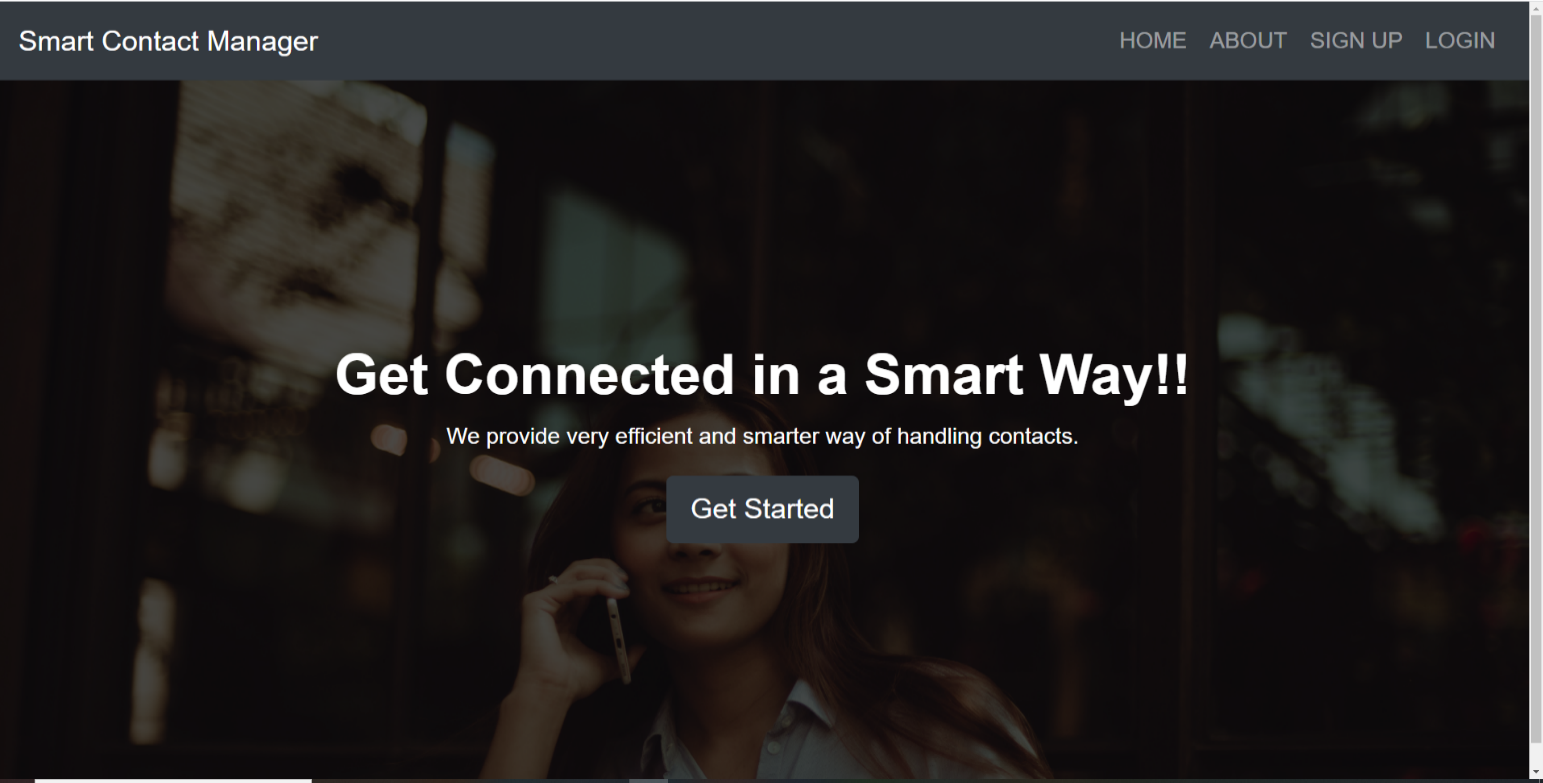 Smart Contact Manager
HOME ABOUT SIGN UP LOGIN
Get Connected in a Smart Way!!
We provide very efficient and smarter way of handling contacts.
Get Started